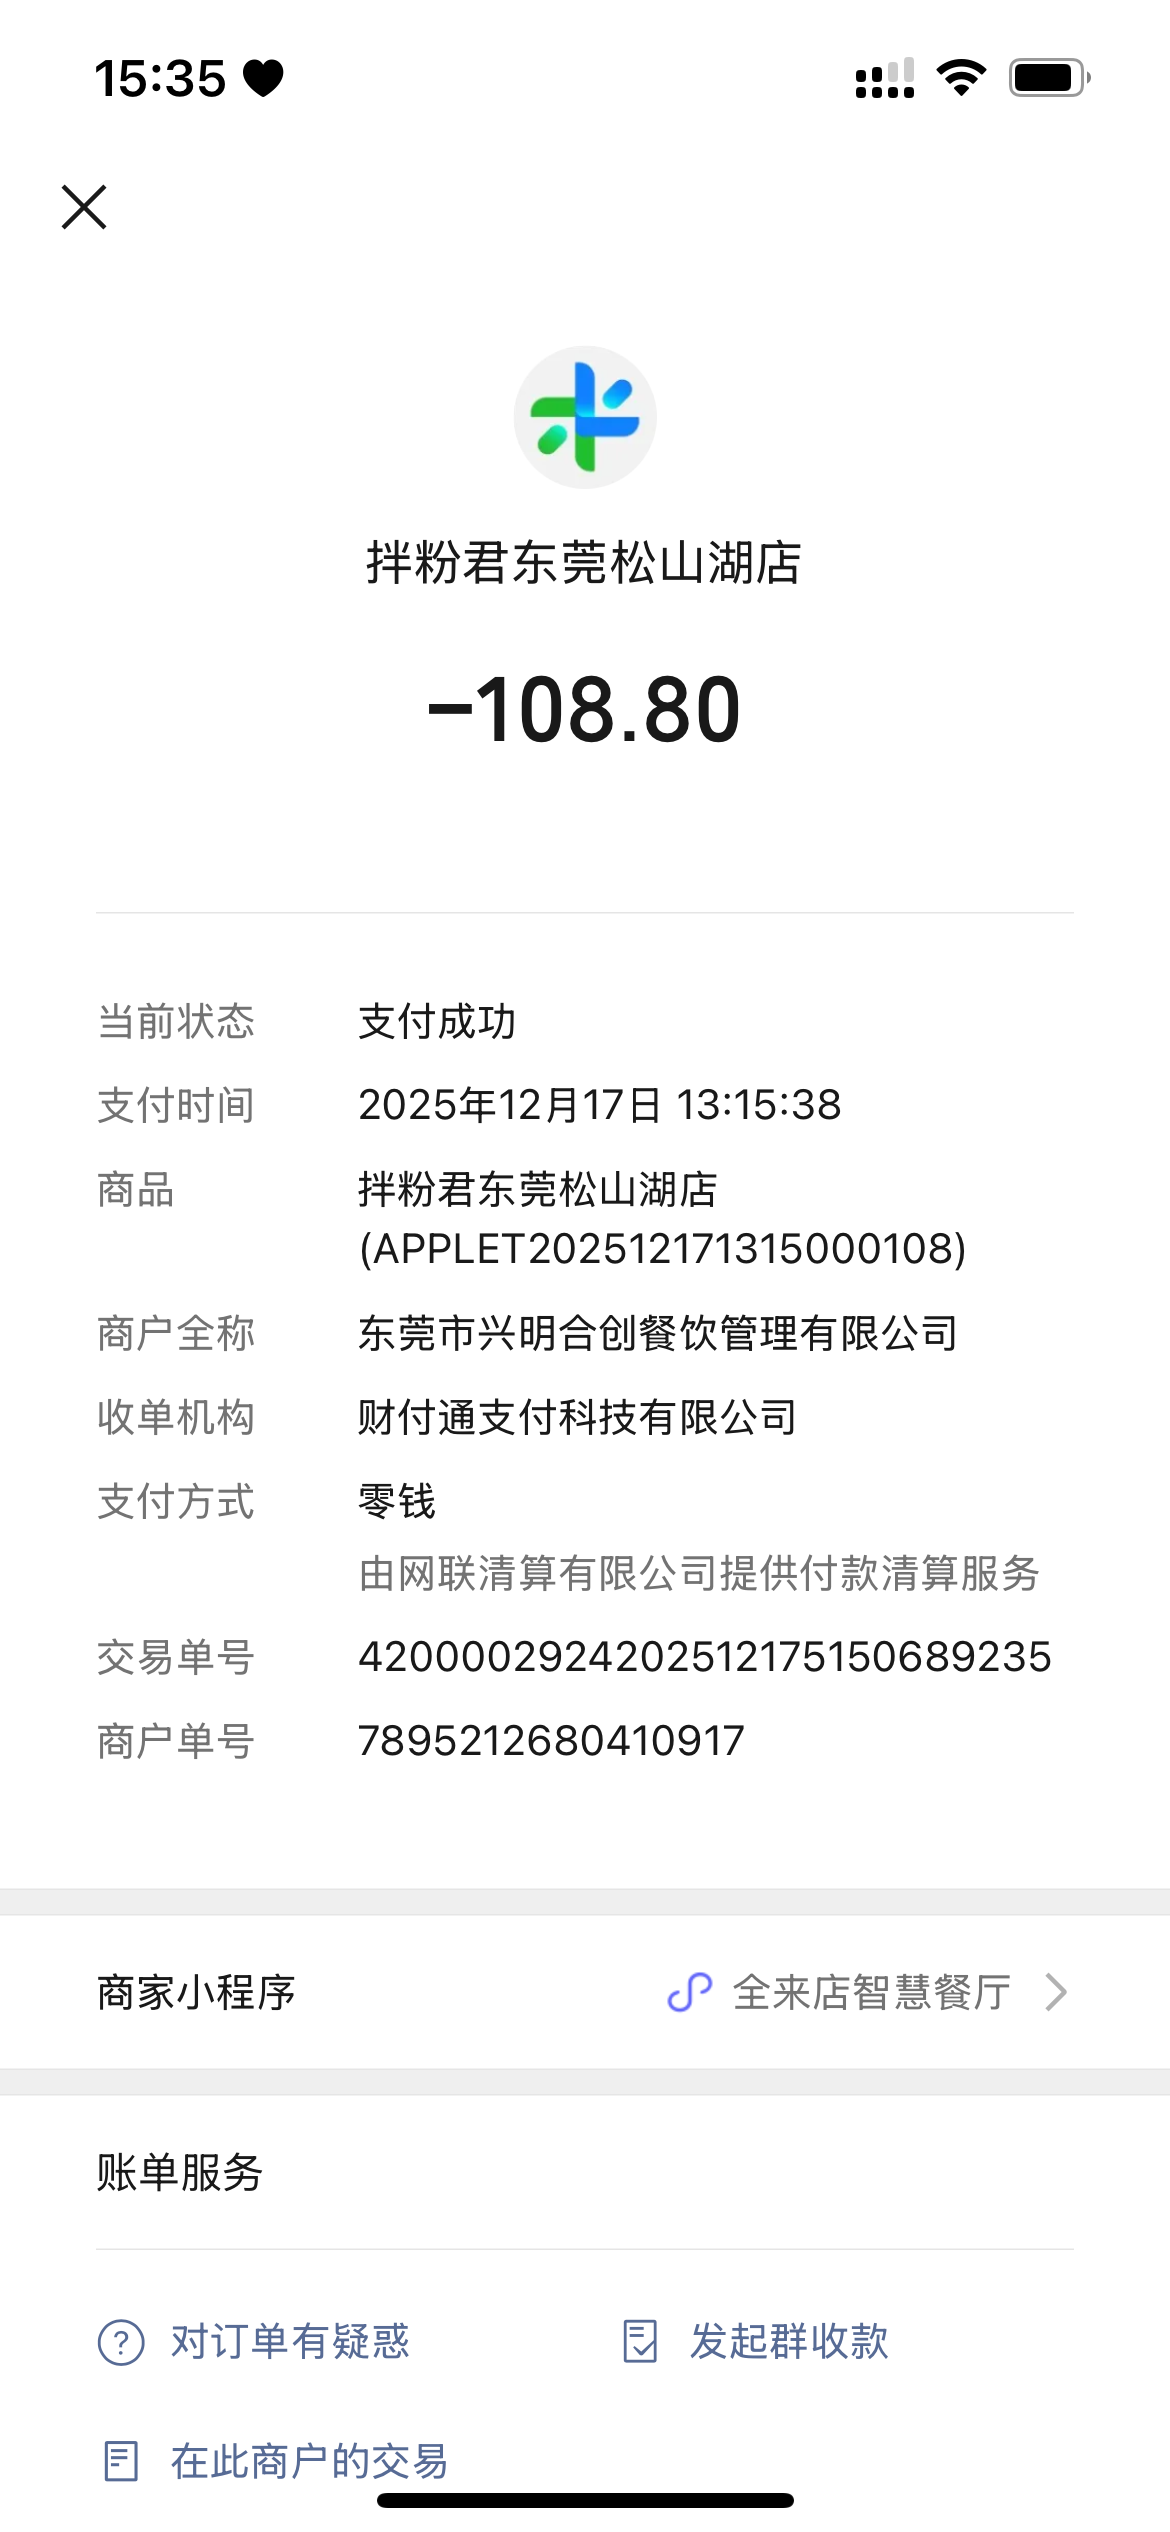 15:35
拌粉君东莞松山湖店
-108.80
当前状态 支付成功
支付时间 2025年12月17日 13:15:38
商品 拌粉君东莞松山湖店
(APPLET202512171315000108)
商户全称 东莞市兴明合创餐饮管理有限公司
收单机构 财付通支付科技有限公司
支付方式 零钱
由网联清算有限公司提供付款清算服务
交易单号 4200002924202512175150689235
商户单号 7895212680410917
商家小程序 全来店智慧餐厅
账单服务
对订单有疑惑 发起群收款
在此商户的交易